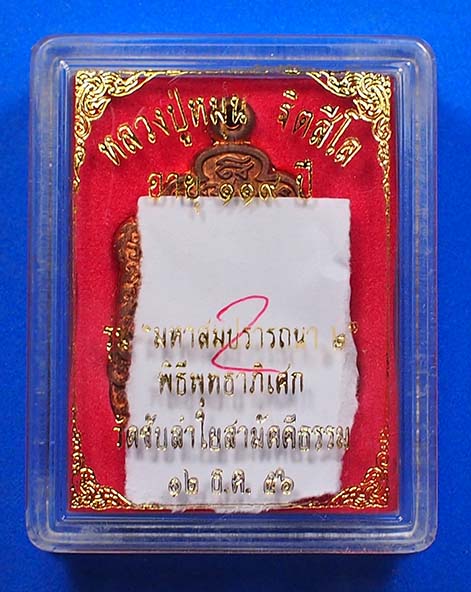 หลวงปู่หมุน ฐิตสีโล
อายุ ๑๑๙ ปี
รุ่น "มหาสมปรารถนา ๒"
2
พิธีพุทธาภิเศก
วัดซับลำใยสามัคคีธรรม
๑๒ มี.ค. ๕๖